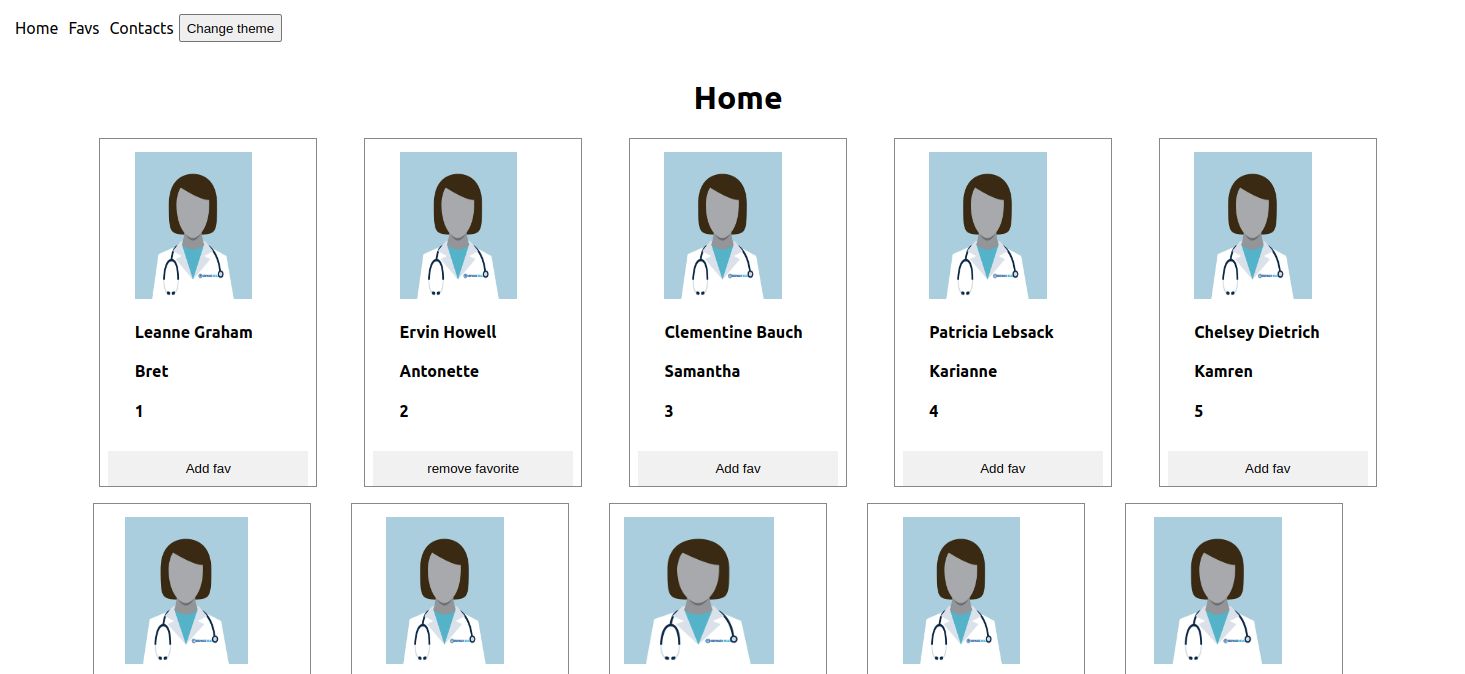 Home Favs Contacts Change theme
Home
Leanne Graham
Bret
1
Add fav
Ervin Howell
Antonette
2
remove favorite
Clementine Bauch
Samantha
3
Add fav
Patricia Lebsack
Karianne
4
Add fav
Chelsey Dietrich
Kamren
5
Add fav